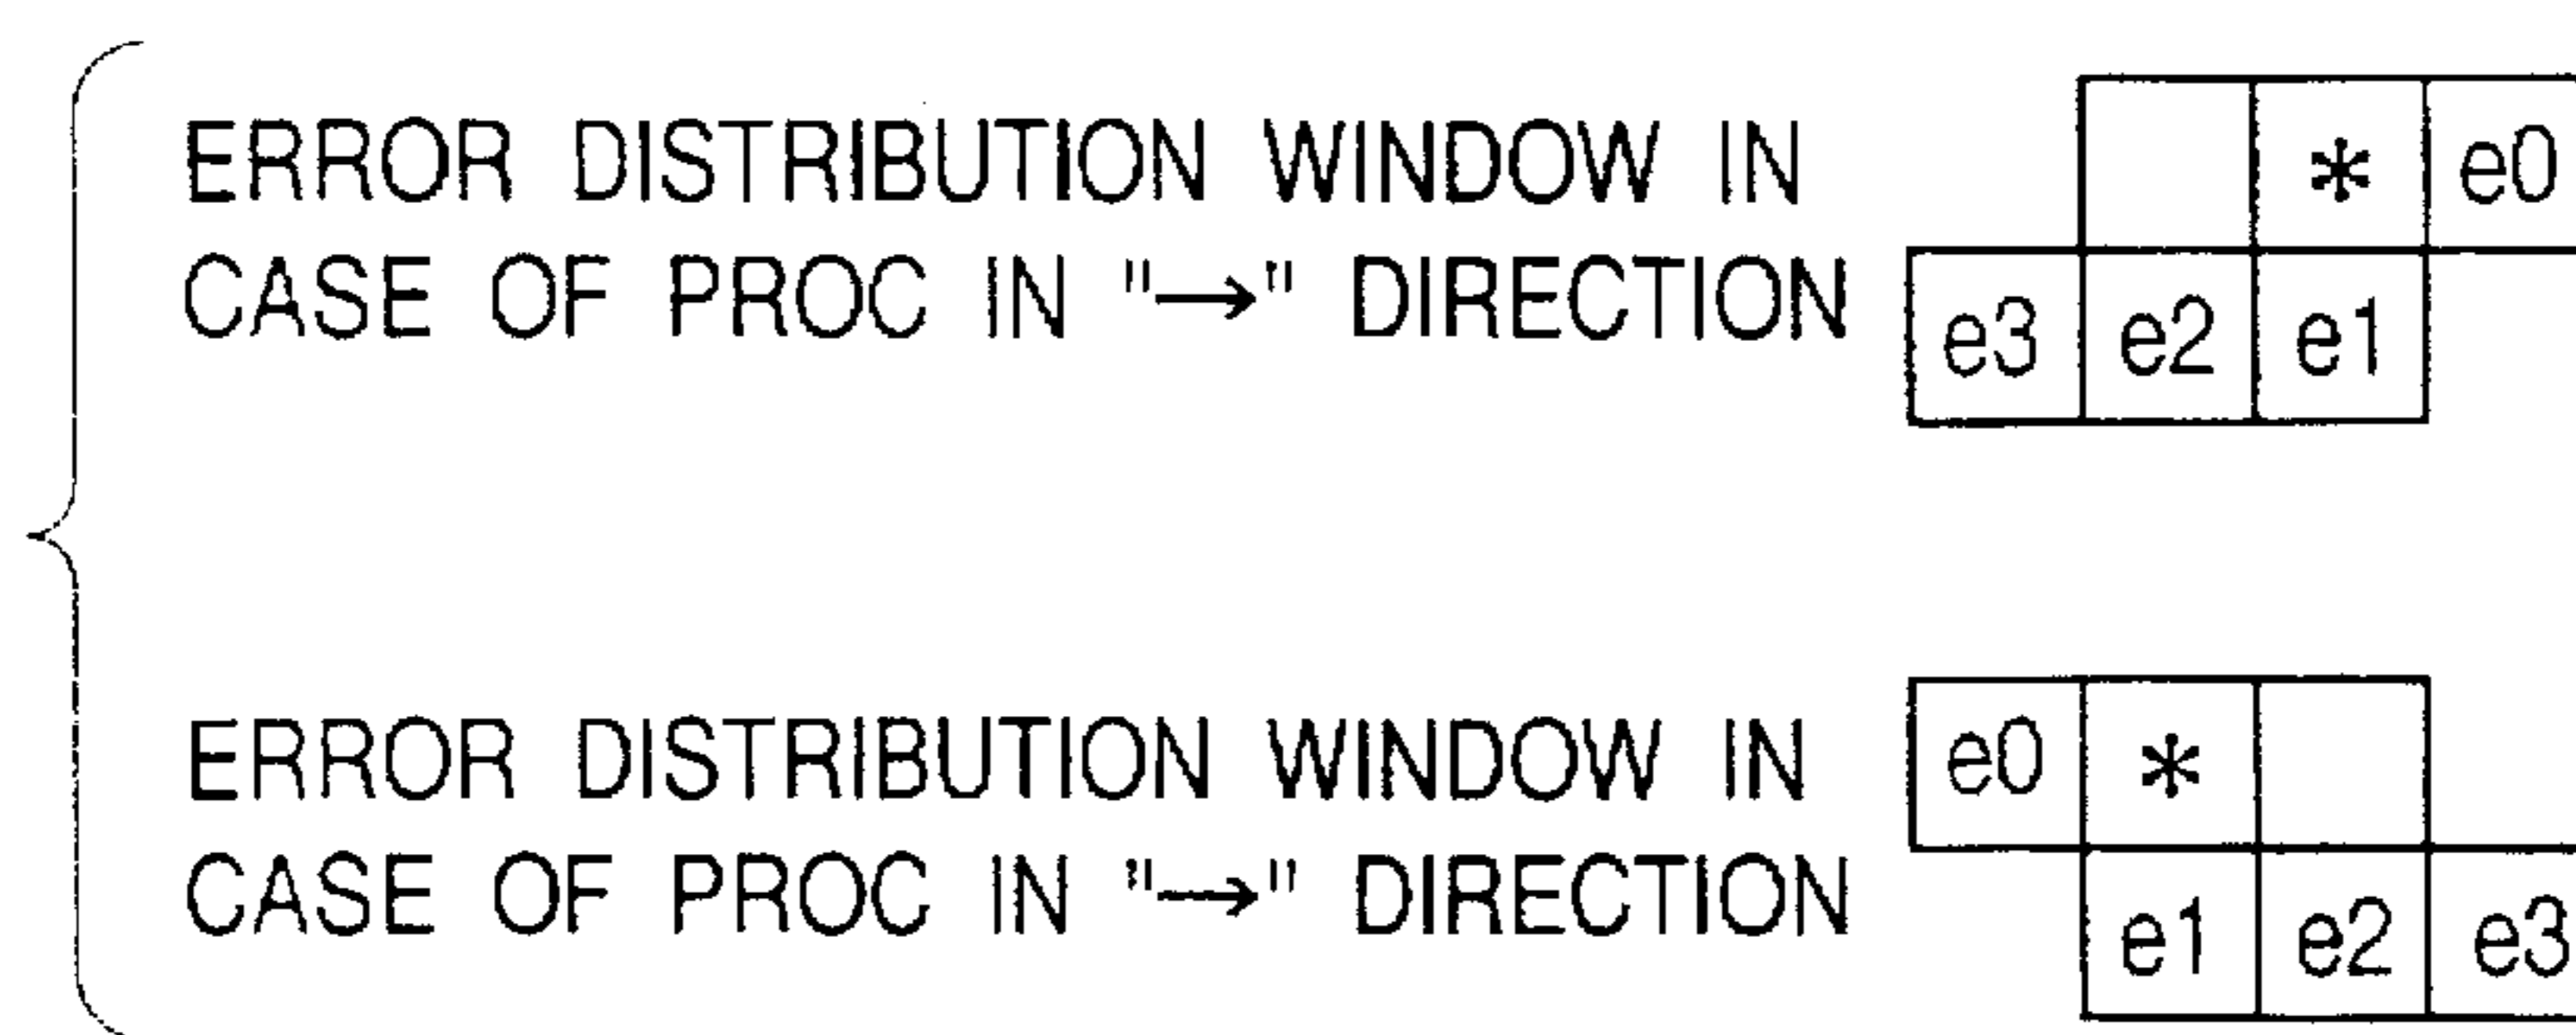 ERROR DISTRIBUTION WINDOW IN
CASE OF PROC IN "→" DIRECTION
* e0
e3 e2 e1
ERROR DISTRIBUTION WINDOW IN
CASE OF PROC IN "→" DIRECTION
e0 *
e1 e2 e3